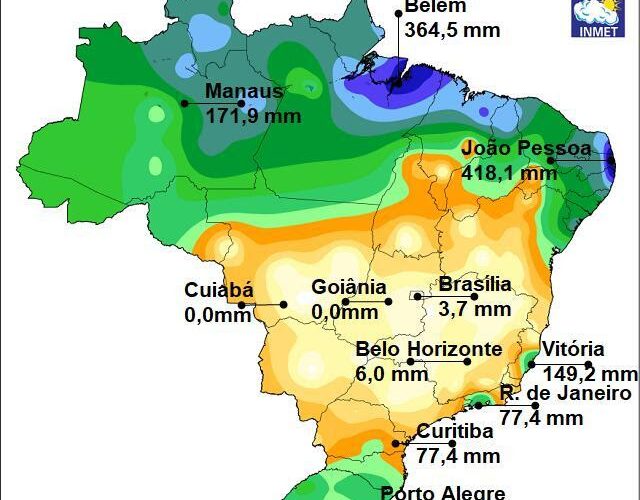 Belém
364,5 mm
INMET
Manaus
171,9 mm
João Pessoa
418,1 mm
Cuiabá
0,0mm
Goiânia
0,0mm
Brasília
3,7 mm
Belo Horizonte
6,0 mm
Vitória
149,2 mm
R. de Janeiro
77,4 mm
Curitiba
77,4 mm
Porto Alegre